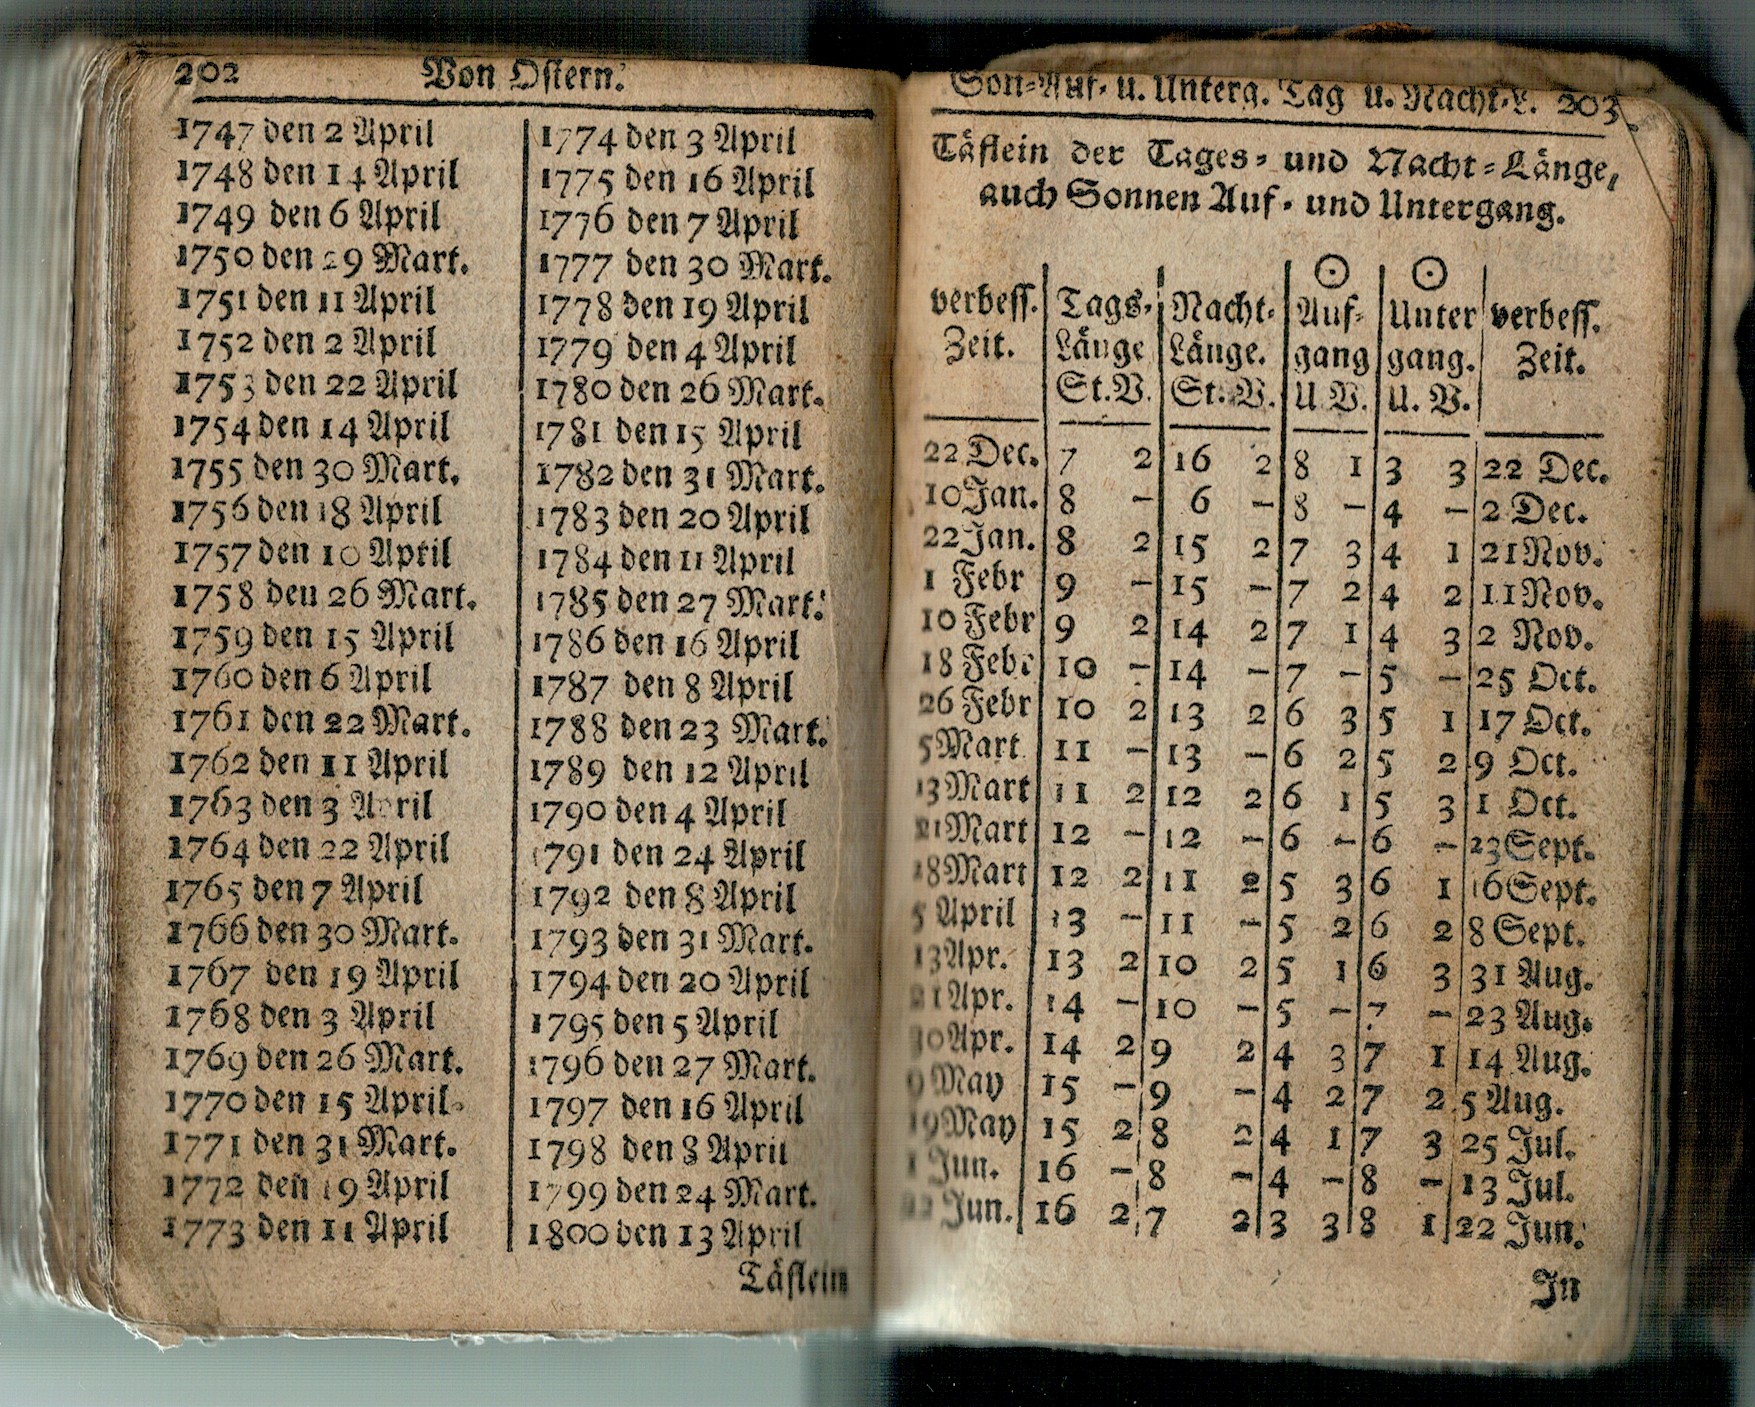 202 Von Ostern.
1747 den 2 April
1748 den 14 April
1749 den 6 April
1750 den 29 Mart.
1751 den 11 April
1752 den 2 April
1753 den 22 April
1754 den 14 April
1755 den 30 Mart.
1756 den 18 April
1757 den 10 April
1758 den 26 Mart.
1759 den 15 April
1760 den 6 April
1761 den 22 Mart.
1762 den 11 April
1763 den 3 April
1764 den 22 April
1765 den 7 April
1766 den 30 Mart.
1767 den 19 April
1768 den 3 April
1769 den 26 Mart.
1770 den 15 April
1771 den 31 Mart.
1772 den 19 April
1773 den 11 April
1774 den 3 April
1775 den 16 April
1776 den 7 April
1777 den 30 Mart.
1778 den 19 April
1779 den 4 April
1780 den 26 Mart.
1781 den 15 April
1782 den 31 Mart.
1783 den 20 April
1784 den 11 April
1785 den 27 Mart.
1786 den 16 April
1787 den 8 April
1788 den 23 Mart.
1789 den 12 April
1790 den 4 April
1791 den 24 April
1792 den 8 April
1793 den 31 Mart.
1794 den 20 April
1795 den 5 April
1796 den 27 Mart.
1797 den 16 April
1798 den 8 April
1799 den 24 Mart.
1800 den 13 April
Täflein
Son-Auf- u. Unterg. Tag u. Nacht-L. 203
Täflein der Tages- und Nacht-Länge,
auch Sonnen Auf- und Untergang.
☉ ☉
verbess. Tags- Nacht- Auf- Unter verbess.
Zeit. Länge Länge. gang gang. Zeit.
St.V. St. V. U V. U. V.
22 Dec. 7 2 16 2 8 1 3 3 22 Dec.
10 Jan. 8 – 6 – 8 – 4 – 2 Dec.
22 Jan. 8 2 15 2 7 3 4 1 21 Nov.
1 Febr 9 – 15 – 7 2 4 2 11 Nov.
10 Febr 9 2 14 2 7 1 4 3 2 Nov.
18 Febr 10 – 14 – 7 – 5 – 25 Oct.
26 Febr 10 2 13 2 6 3 5 1 17 Oct.
5 Mart 11 – 13 – 6 2 5 2 9 Oct.
13 Mart 11 2 12 2 6 1 5 3 1 Oct.
21 Mart 12 – 12 – 6 – 6 – 23 Sept.
18 Mart 12 2 11 2 5 3 6 1 16 Sept.
5 April 13 – 11 – 5 2 6 2 8 Sept.
13 Apr. 13 2 10 2 5 1 6 3 31 Aug.
21 Apr. 14 – 10 – 5 – 7 – 23 Aug.
30 Apr. 14 2 9 2 4 3 7 1 14 Aug.
9 May 15 – 9 – 4 2 7 2 5 Aug.
19 May 15 2 8 2 4 1 7 3 25 Jul.
1 Jun. 16 – 8 – 4 – 8 – 13 Jul.
22 Jun. 16 2 7 2 3 3 8 1 22 Jun.
In